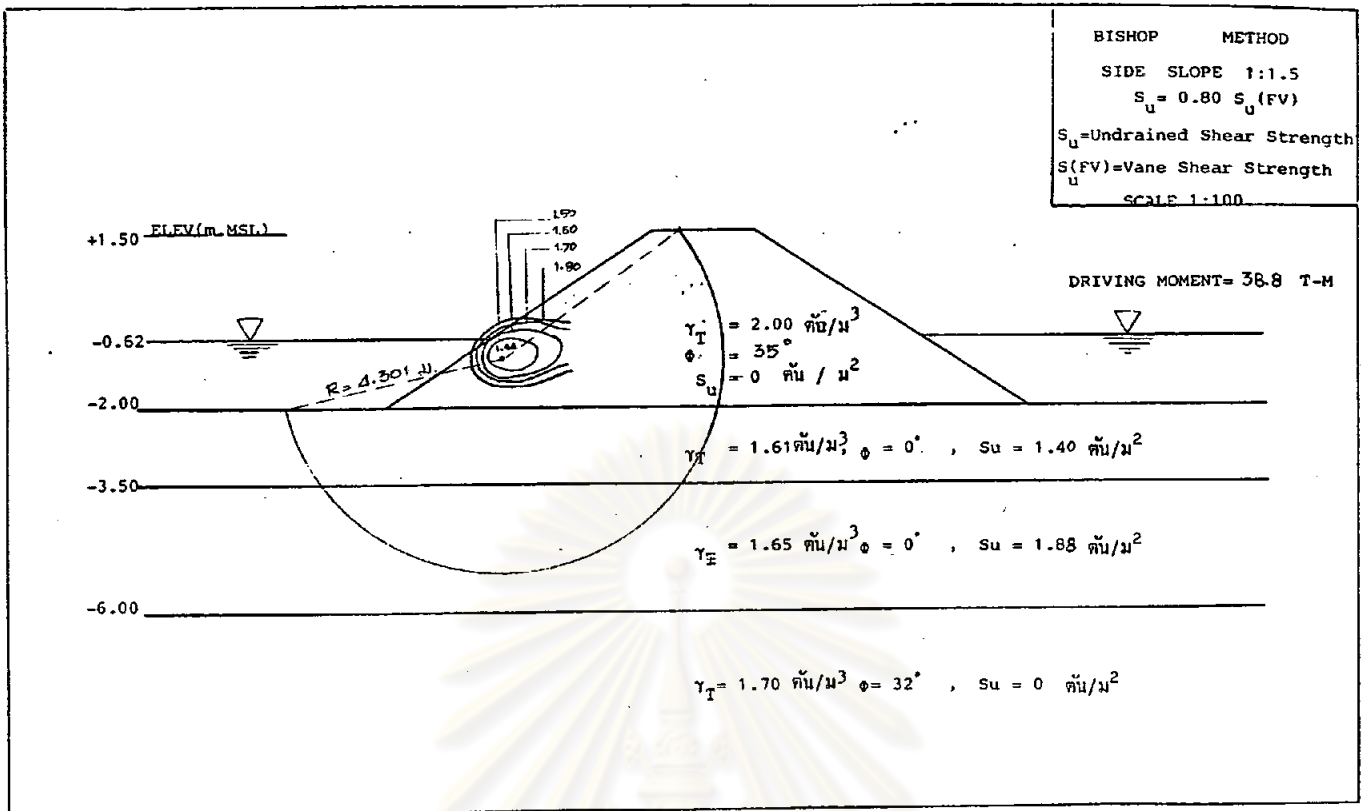 BISHOP METHOD
SIDE SLOPE 1:1.5
Su = 0.80 Su(FV)
Su=Undrained Shear Strength
Su(FV)=Vane Shear Strength
SCALE 1:100
+1.50 ELEV(m.MSL)
1.50
1.60
1.70
1.80
DRIVING MOMENT= 38.8 T-M
-0.62
R= 4.301 ม.
γT = 2.00 ตัน/ม3
Φ = 35°
Su = 0 ตัน / ม2
-2.00
γT = 1.61 ตัน/ม3, Φ = 0° , Su = 1.40 ตัน/ม2
-3.50
γT = 1.65 ตัน/ม3 Φ = 0° , Su = 1.88 ตัน/ม2
-6.00
γT = 1.70 ตัน/ม3 Φ= 32° , Su = 0 ตัน/ม2